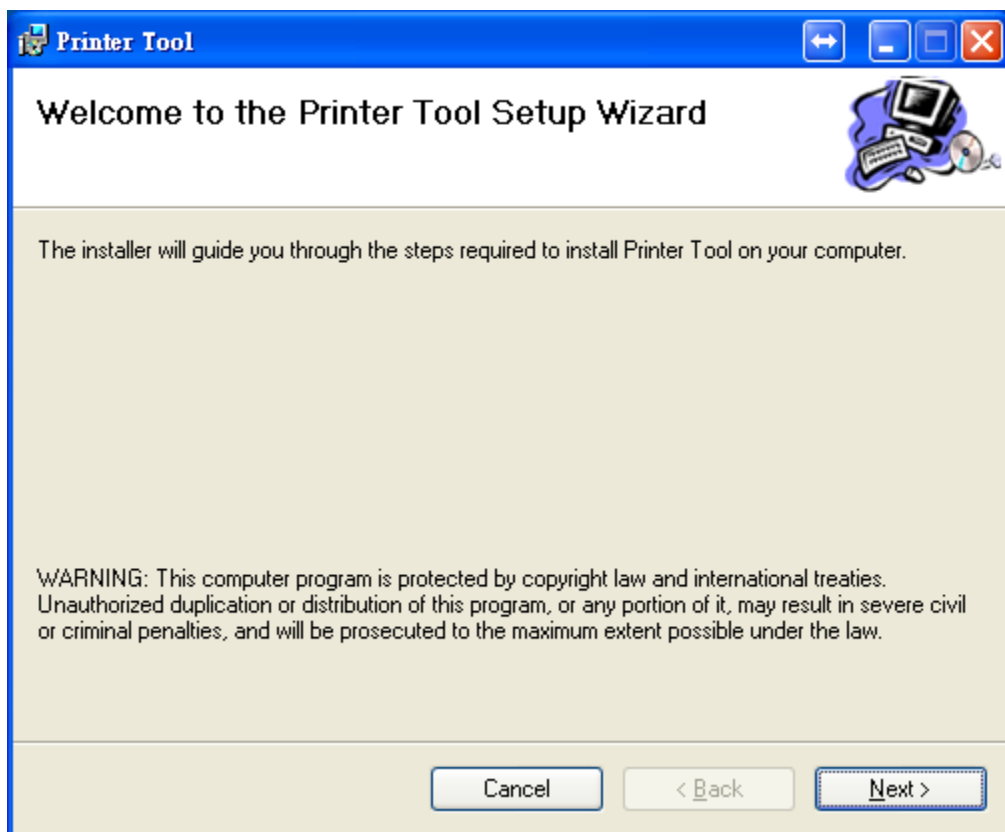 Printer Tool
Welcome to the Printer Tool Setup Wizard
The installer will guide you through the steps required to install Printer Tool on your computer.
WARNING: This computer program is protected by copyright law and international treaties.
Unauthorized duplication or distribution of this program, or any portion of it, may result in severe civil
or criminal penalties, and will be prosecuted to the maximum extent possible under the law.
Cancel
< Back
Next >